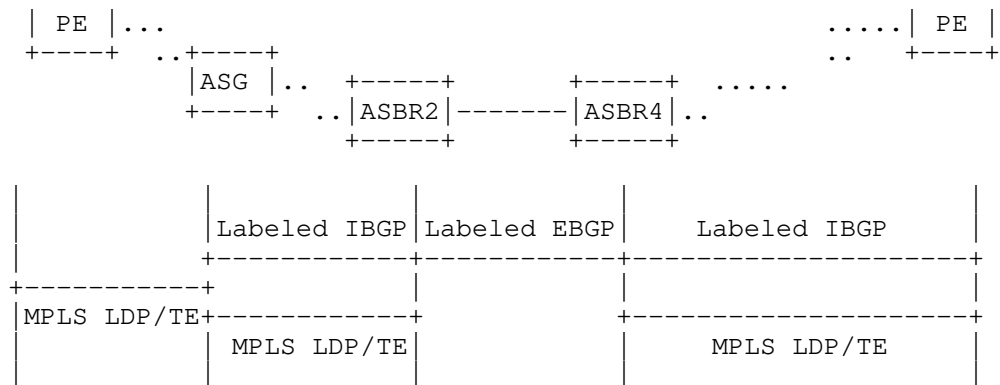 | PE |... .....| PE |
+----+ ..+----+ .. +----+
|ASG |.. +-----+ +-----+ .....
+----+ ..|ASBR2|-------|ASBR4|..
+-----+ +-----+
| | | | |
| |Labeled IBGP|Labeled EBGP| Labeled IBGP |
| +------------+------------+---------------------+
+-----------+ | | |
|MPLS LDP/TE+------------+ +---------------------+
| | MPLS LDP/TE| | MPLS LDP/TE |
| | | | |